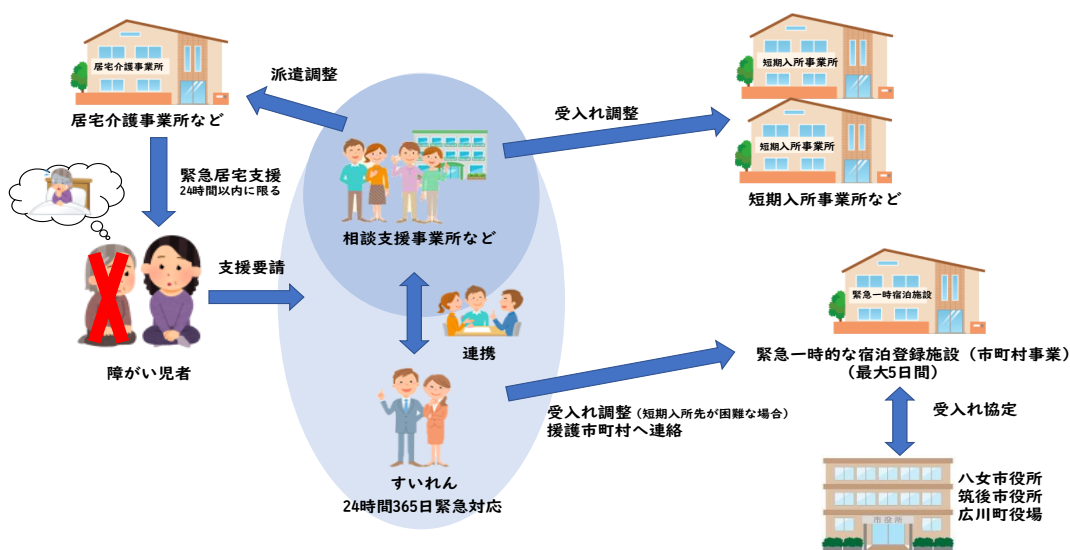 居宅介護事業所
居宅介護事業所など
派遣調整
緊急居宅支援
24時間以内に限る
支援要請
障がい児者
相談支援事業所など
連携
すいれん
24時間365日緊急対応
受入れ調整
短期入所事業所
短期入所事業所
短期入所事業所など
受入れ調整（短期入所先が困難な場合）
援護市町村へ連絡
緊急一時宿泊施設
緊急一時的な宿泊登録施設（市町村事業）
（最大5日間）
受入れ協定
市役所
八女市役所
筑後市役所
広川町役場